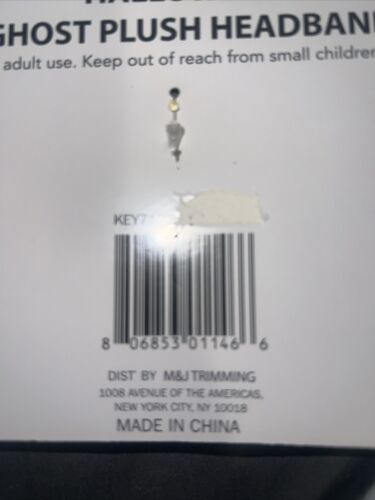 GHOST PLUSH HEADBAN
adult use. Keep out of reach from small children
KEY7
8 06853 01146 6
DIST BY M&J TRIMMING
1008 AVENUE OF THE AMERICAS,
NEW YORK CITY, NY 10018
MADE IN CHINA